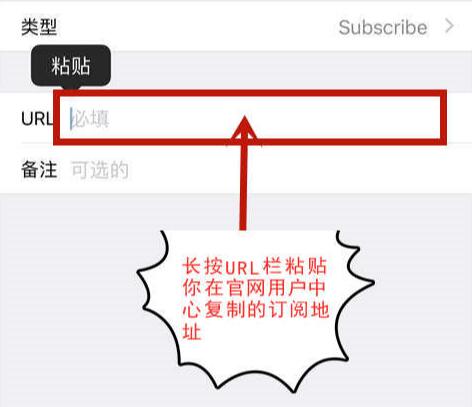 类型 Subscribe
粘贴
URL 必填
备注 可选的
长按URL栏粘贴
你在官网用户中
心复制的订阅地
址